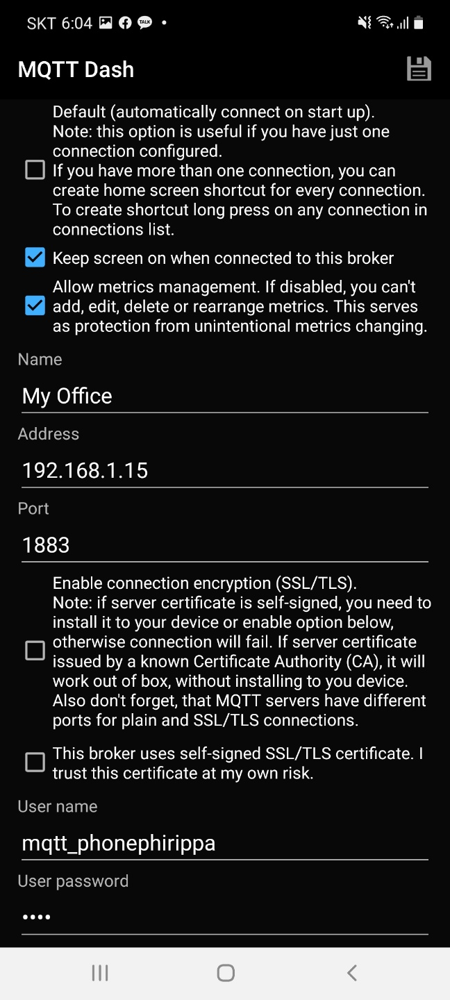 SKT 6:04 TALK
MQTT Dash
Default (automatically connect on start up).
Note: this option is useful if you have just one
connection configured.
If you have more than one connection, you can
create home screen shortcut for every connection.
To create shortcut long press on any connection in
connections list.
Keep screen on when connected to this broker
Allow metrics management. If disabled, you can't
add, edit, delete or rearrange metrics. This serves
as protection from unintentional metrics changing.
Name
My Office
Address
192.168.1.15
Port
1883
Enable connection encryption (SSL/TLS).
Note: if server certificate is self-signed, you need to
install it to your device or enable option below,
otherwise connection will fail. If server certificate
issued by a known Certificate Authority (CA), it will
work out of box, without installing to you device.
Also don't forget, that MQTT servers have different
ports for plain and SSL/TLS connections.
This broker uses self-signed SSL/TLS certificate. I
trust this certificate at my own risk.
User name
mqtt_phonephirippa
User password
••••